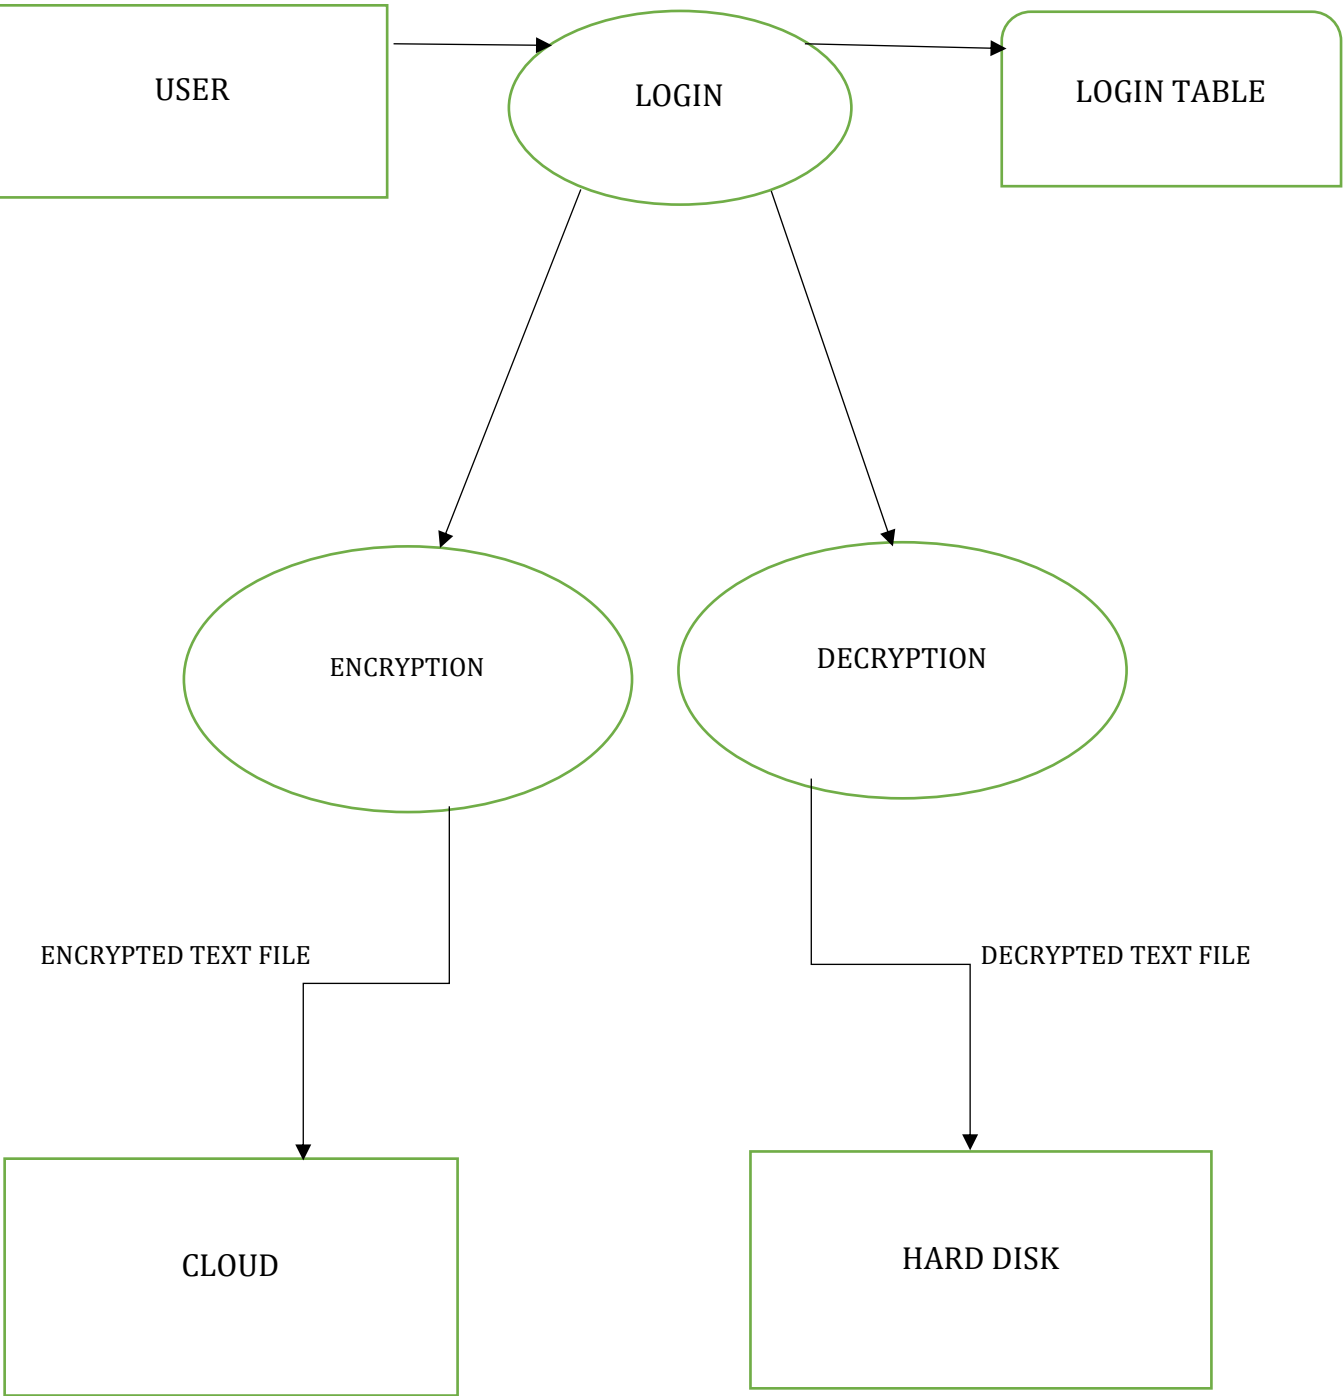 USER
LOGIN
LOGIN TABLE
ENCRYPTION
DECRYPTION
ENCRYPTED TEXT FILE
DECRYPTED TEXT FILE
CLOUD
HARD DISK